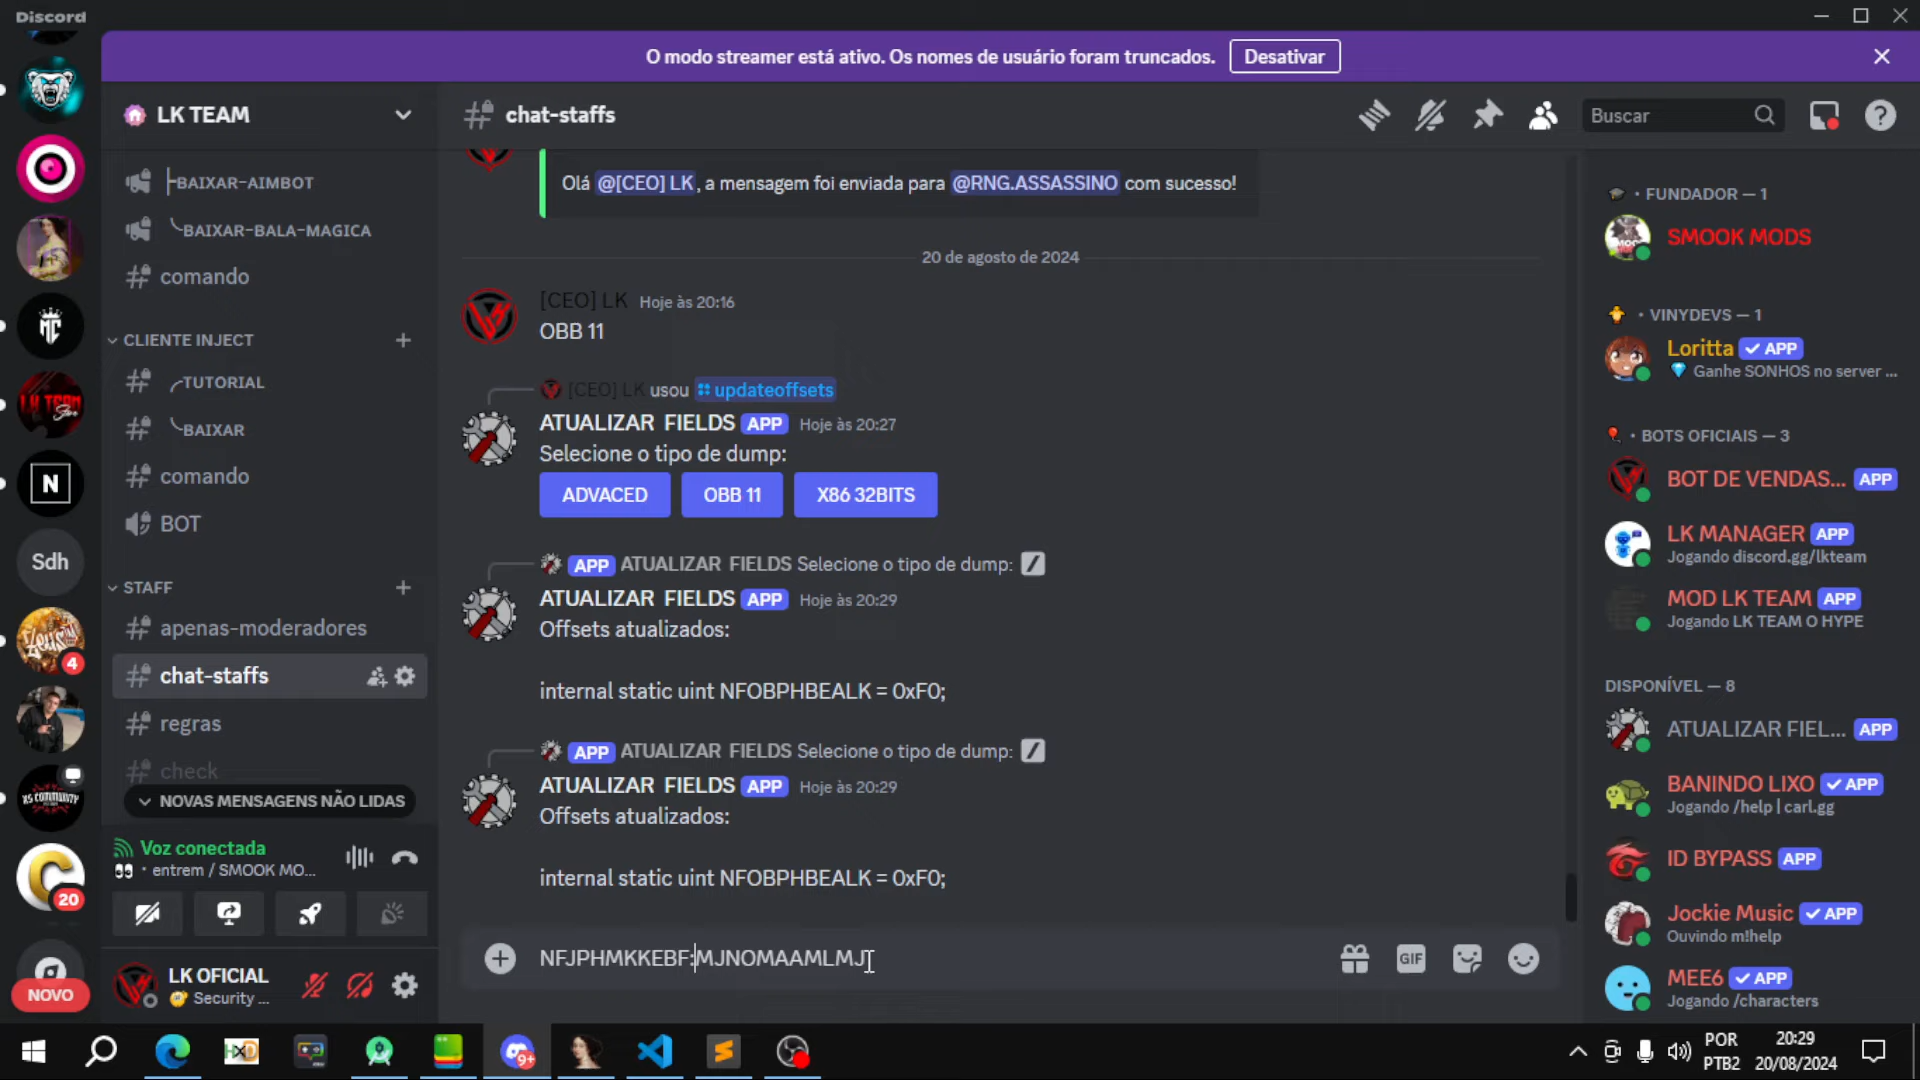 Discord
O modo streamer está ativo. Os nomes de usuário foram truncados.
Desativar
LK TEAM
├BAIXAR-AIMBOT
╰BAIXAR-BALA-MAGICA
comando
CLIENTE INJECT
╭TUTORIAL
╰BAIXAR
comando
BOT
STAFF
apenas-moderadores
chat-staffs
regras
check
NOVAS MENSAGENS NÃO LIDAS
Voz conectada
👀 • entrem / SMOOK MO...
LK OFICIAL
Security ...
MC
LK TEAM
N
Sdh
4
20
NOVO
chat-staffs
Buscar
Olá @[CEO] LK, a mensagem foi enviada para @RNG.ASSASSINO com sucesso!
20 de agosto de 2024
[CEO] LK Hoje às 20:16
OBB 11
[CEO] LK usou updateoffsets
ATUALIZAR FIELDS APP Hoje às 20:27
Selecione o tipo de dump:
ADVACED
OBB 11
X86 32BITS
APP ATUALIZAR FIELDS Selecione o tipo de dump:
ATUALIZAR FIELDS APP Hoje às 20:29
Offsets atualizados:
internal static uint NFOBPHBEALK = 0xF0;
APP ATUALIZAR FIELDS Selecione o tipo de dump:
ATUALIZAR FIELDS APP Hoje às 20:29
Offsets atualizados:
internal static uint NFOBPHBEALK = 0xF0;
NFJPHMKKEBF:MJNOMAAMLMJ
GIF
• FUNDADOR — 1
SMOOK MODS
• VINYDEVS — 1
Loritta APP
Ganhe SONHOS no server ...
• BOTS OFICIAIS — 3
BOT DE VENDAS... APP
LK MANAGER APP
Jogando discord.gg/lkteam
MOD LK TEAM APP
Jogando LK TEAM O HYPE
DISPONÍVEL — 8
ATUALIZAR FIEL... APP
BANINDO LIXO APP
Jogando /help | carl.gg
ID BYPASS APP
Jockie Music APP
Ouvindo m!help
MEE6 APP
Jogando /characters
HxD
9+
POR
PTB2
20:29
20/08/2024